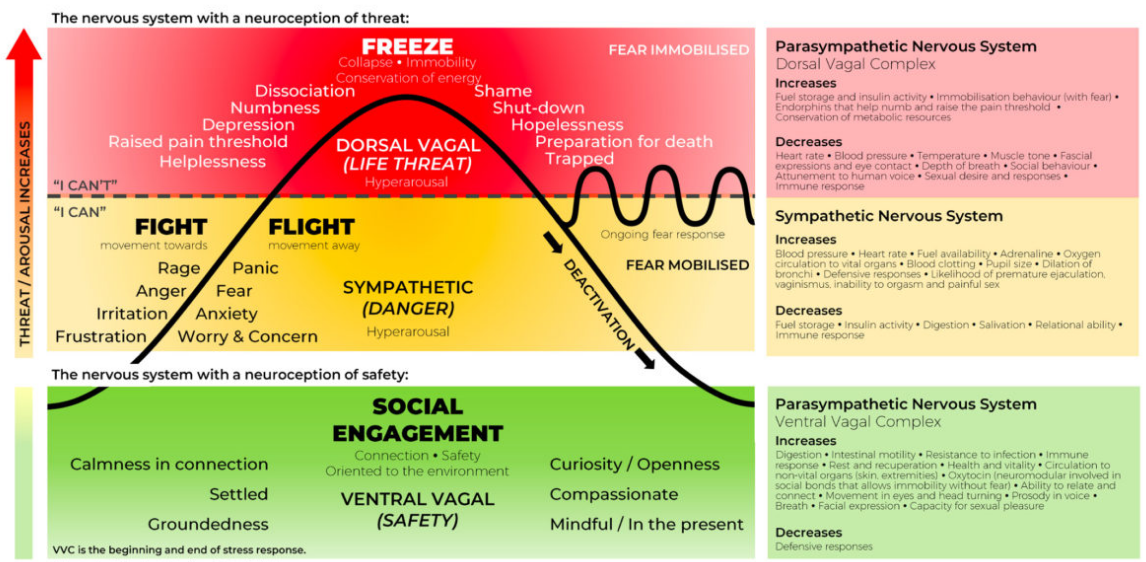 The nervous system with a neuroception of threat:
THREAT / AROUSAL INCREASES
FREEZE
Collapse • Immobility
Conservation of energy
FEAR IMMOBILISED
Dissociation
Numbness
Depression
Raised pain threshold
Helplessness
Shame
Shut-down
Hopelessness
Preparation for death
Trapped
DORSAL VAGAL
(LIFE THREAT)
Hyperarousal
"I CAN'T"
"I CAN"
FIGHT
movement towards
FLIGHT
movement away
Rage
Panic
Anger
Fear
Irritation
Anxiety
Frustration
Worry & Concern
SYMPATHETIC
(DANGER)
Hyperarousal
Ongoing fear response
FEAR MOBILISED
DEACTIVATION
The nervous system with a neuroception of safety:
SOCIAL
ENGAGEMENT
Connection • Safety
Oriented to the environment
VENTRAL VAGAL
(SAFETY)
Calmness in connection
Settled
Groundedness
Curiosity / Openness
Compassionate
Mindful / In the present
VVC is the beginning and end of stress response.
Parasympathetic Nervous System
Dorsal Vagal Complex
Increases
Fuel storage and insulin activity • Immobilisation behaviour (with fear) •
Endorphins that help numb and raise the pain threshold •
Conservation of metabolic resources
Decreases
Heart rate • Blood pressure • Temperature • Muscle tone • Fascial
expressions and eye contact • Depth of breath • Social behaviour •
Attunement to human voice • Sexual desire and responses •
Immune response
Sympathetic Nervous System
Increases
Blood pressure • Heart rate • Fuel availability • Adrenaline • Oxygen
circulation to vital organs • Blood clotting • Pupil size • Dilation of
bronchi • Defensive responses • Likelihood of premature ejaculation,
vaginismus, inability to orgasm and painful sex
Decreases
Fuel storage • Insulin activity • Digestion • Salivation • Relational ability •
Immune response
Parasympathetic Nervous System
Ventral Vagal Complex
Increases
Digestion • Intestinal motility • Resistance to infection • Immune
response • Rest and recuperation • Health and vitality • Circulation to
non-vital organs (skin, extremities) • Oxytocin (neuromodular involved in
social bonds that allows immobility without fear) • Ability to relate and
connect • Movement in eyes and head turning • Prosody in voice •
Breath • Facial expression • Capacity for sexual pleasure
Decreases
Defensive responses